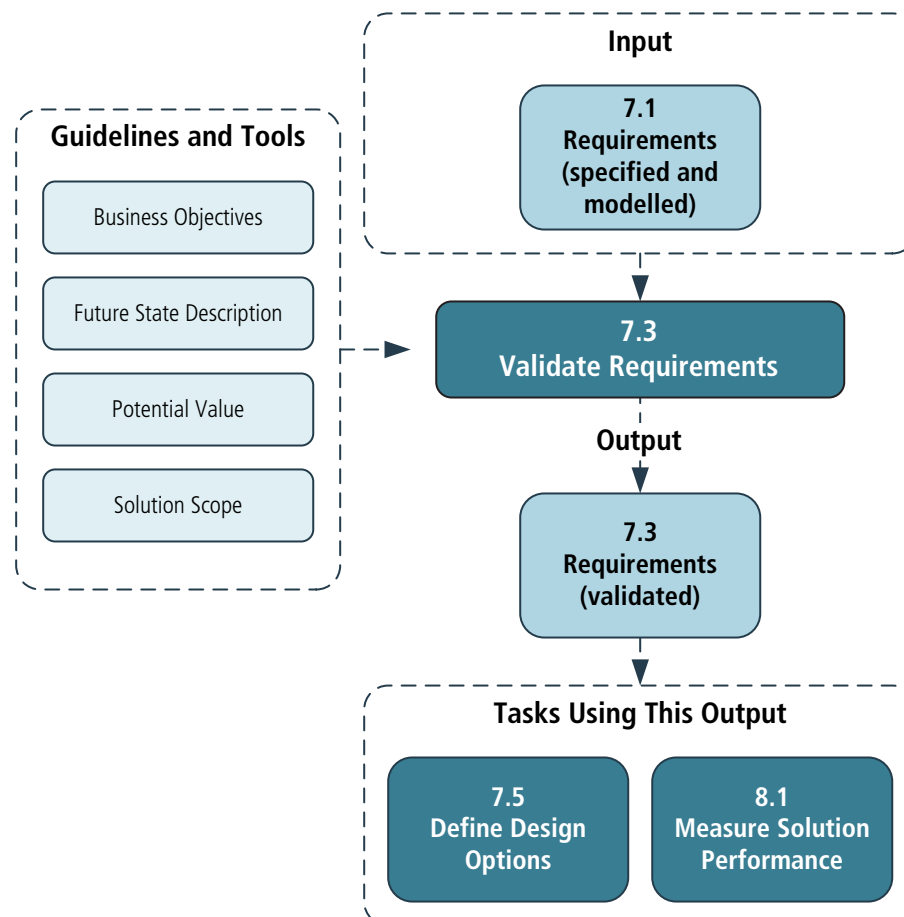 Input
7.1
Requirements
(specified and
modelled)
Guidelines and Tools
Business Objectives
Future State Description
Potential Value
Solution Scope
7.3
Validate Requirements
Output
7.3
Requirements
(validated)
Tasks Using This Output
7.5
Define Design
Options
8.1
Measure Solution
Performance